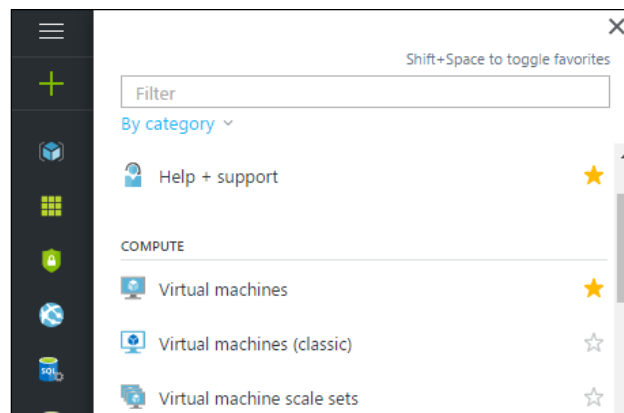 Shift+Space to toggle favorites
Filter
By category
Help + support
COMPUTE
Virtual machines
Virtual machines (classic)
Virtual machine scale sets
SQL